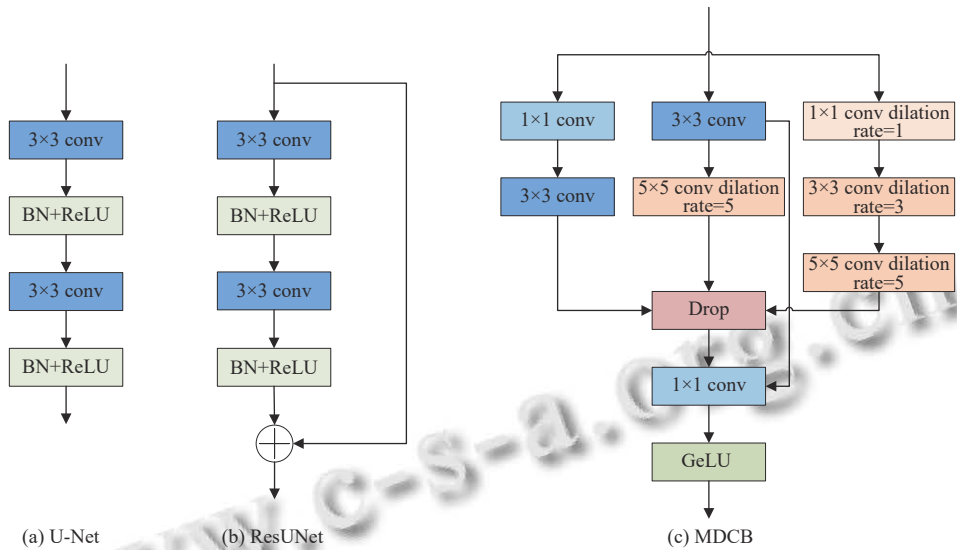 3×3 conv
BN+ReLU
3×3 conv
BN+ReLU
(a) U-Net
3×3 conv
BN+ReLU
3×3 conv
BN+ReLU
(b) ResUNet
1×1 conv
3×3 conv
3×3 conv
5×5 conv dilation
rate=5
1×1 conv dilation
rate=1
3×3 conv dilation
rate=3
5×5 conv dilation
rate=5
Drop
1×1 conv
GeLU
(c) MDCB
www.c-s-a.org.cn